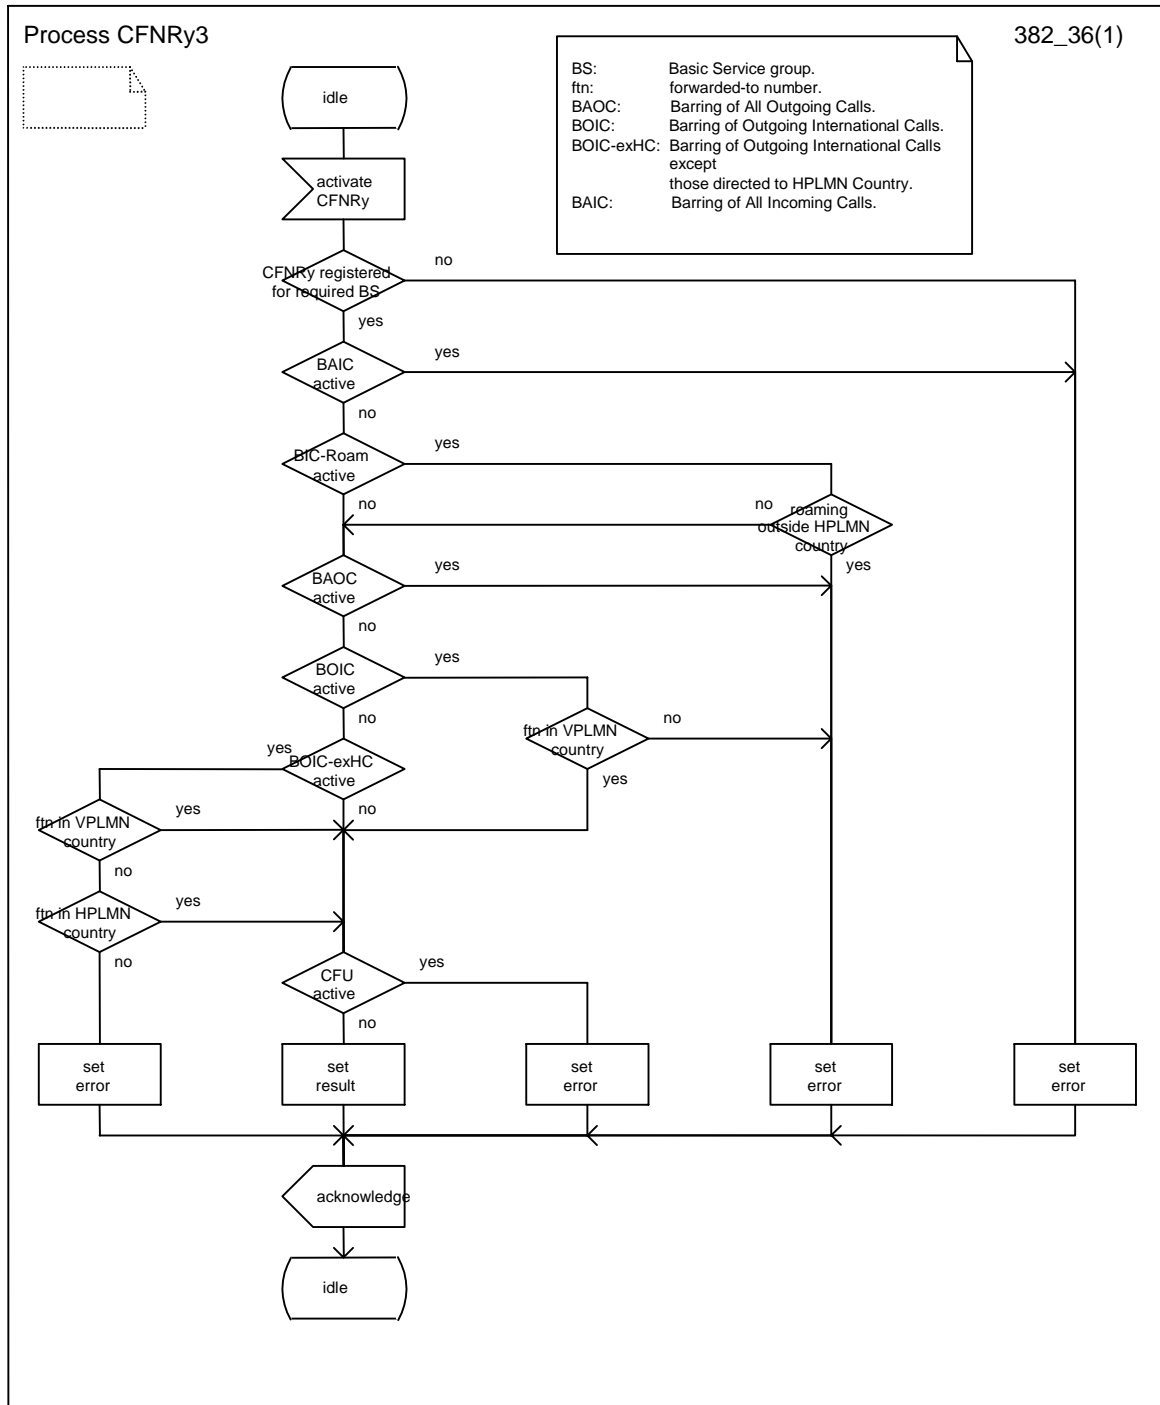 Process CFNRy3
382_36(1)
idle
BS: Basic Service group.
ftn: forwarded-to number.
BAOC: Barring of All Outgoing Calls.
BOIC: Barring of Outgoing International Calls.
BOIC-exHC: Barring of Outgoing International Calls
except
those directed to HPLMN Country.
BAIC: Barring of All Incoming Calls.
activate
CFNRy
CFNRy registered
for required BS
no
yes
BAIC
active
yes
no
BIC-Roam
active
yes
no
no
roaming
outside HPLMN
country
yes
BAOC
active
yes
no
BOIC
active
yes
no
ftn in VPLMN
country
no
yes
yes
BOIC-exHC
active
no
ftn in VPLMN
country
yes
no
ftn in HPLMN
country
yes
no
CFU
active
yes
no
set
error
set
result
set
error
set
error
set
error
acknowledge
idle